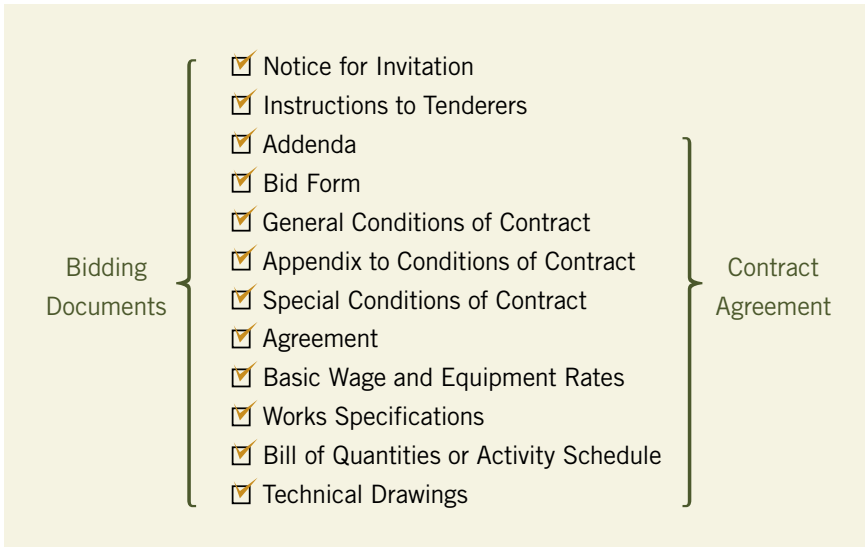 Notice for Invitation
Instructions to Tenderers
Addenda
Bid Form
General Conditions of Contract
Appendix to Conditions of Contract
Special Conditions of Contract
Agreement
Basic Wage and Equipment Rates
Works Specifications
Bill of Quantities or Activity Schedule
Technical Drawings
Bidding
Documents
Contract
Agreement